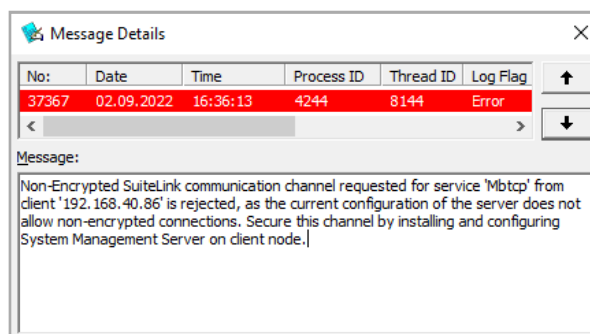 Message Details
No: Date Time Process ID Thread ID Log Flag
37367 02.09.2022 16:36:13 4244 8144 Error
Message:
Non-Encrypted SuiteLink communication channel requested for service 'Mbtcp' from
client '192.168.40.86' is rejected, as the current configuration of the server does not
allow non-encrypted connections. Secure this channel by installing and configuring
System Management Server on client node.